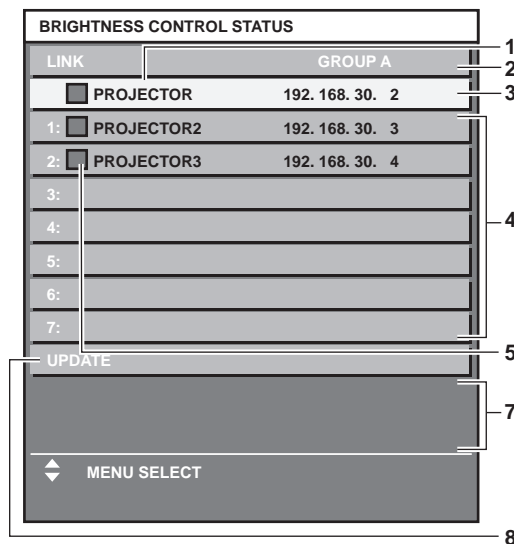 BRIGHTNESS CONTROL STATUS
LINK GROUP A
PROJECTOR 192. 168. 30. 2
1: PROJECTOR2 192. 168. 30. 3
2: PROJECTOR3 192. 168. 30. 4
3:
4:
5:
6:
7:
UPDATE
MENU SELECT
1
2
3
4
5
7
8